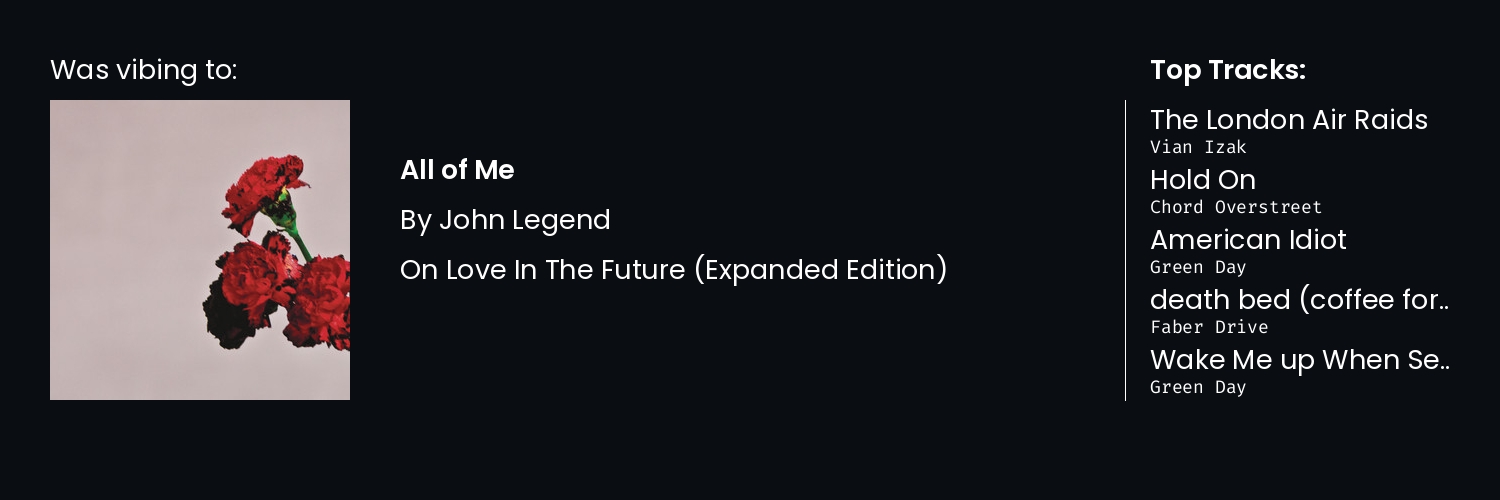 Was vibing to:
All of Me
By John Legend
On Love In The Future (Expanded Edition)
Top Tracks:
The London Air Raids
Vian Izak
Hold On
Chord Overstreet
American Idiot
Green Day
death bed (coffee for..
Faber Drive
Wake Me up When Se..
Green Day